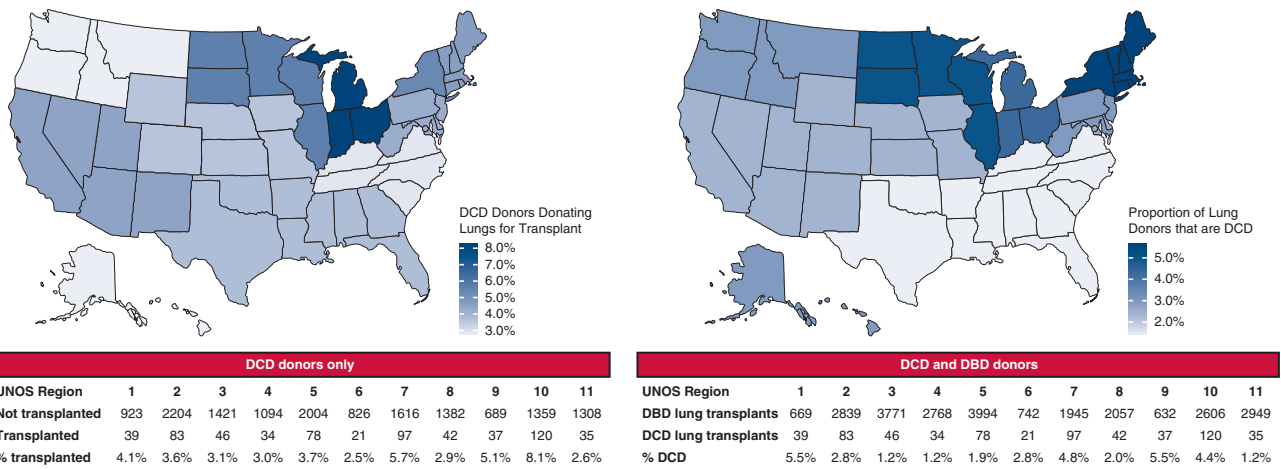 DCD Donors Donating
Lungs for Transplant
8.0%
7.0%
6.0%
5.0%
4.0%
3.0%
Proportion of Lung
Donors that are DCD
5.0%
4.0%
3.0%
2.0%
DCD donors only
UNOS Region 1 2 3 4 5 6 7 8 9 10 11
Not transplanted 923 2204 1421 1094 2004 826 1616 1382 689 1359 1308
Transplanted 39 83 46 34 78 21 97 42 37 120 35
% transplanted 4.1% 3.6% 3.1% 3.0% 3.7% 2.5% 5.7% 2.9% 5.1% 8.1% 2.6%
DCD and DBD donors
UNOS Region 1 2 3 4 5 6 7 8 9 10 11
DBD lung transplants 669 2839 3771 2768 3994 742 1945 2057 632 2606 2949
DCD lung transplants 39 83 46 34 78 21 97 42 37 120 35
% DCD 5.5% 2.8% 1.2% 1.2% 1.9% 2.8% 4.8% 2.0% 5.5% 4.4% 1.2%